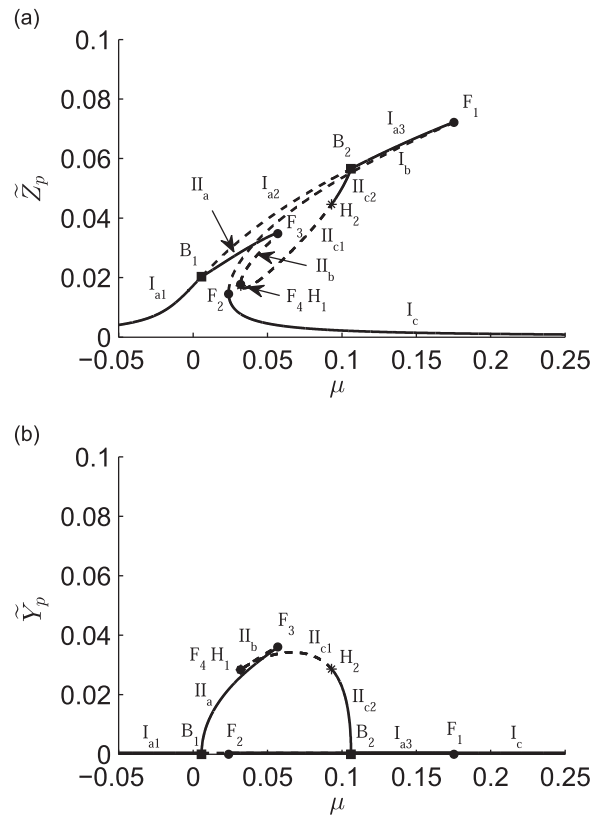 (a)
0.1
0.08
0.06
0.04
0.02
0
Z̃p
F1
Ia3
B2
Ib
IIa
Ia2
IIc2
H2
F3
IIc1
B1
IIb
Ia1
F2
F4 H1
Ic
−0.05 0 0.05 0.1 0.15 0.2 0.25
μ
(b)
0.1
0.08
0.06
0.04
0.02
0
Ỹp
F3
IIb
IIc1
F4 H1
H2
IIa
IIc2
Ia1 B1 F2 B2 Ia3 F1 Ic
−0.05 0 0.05 0.1 0.15 0.2 0.25
μ